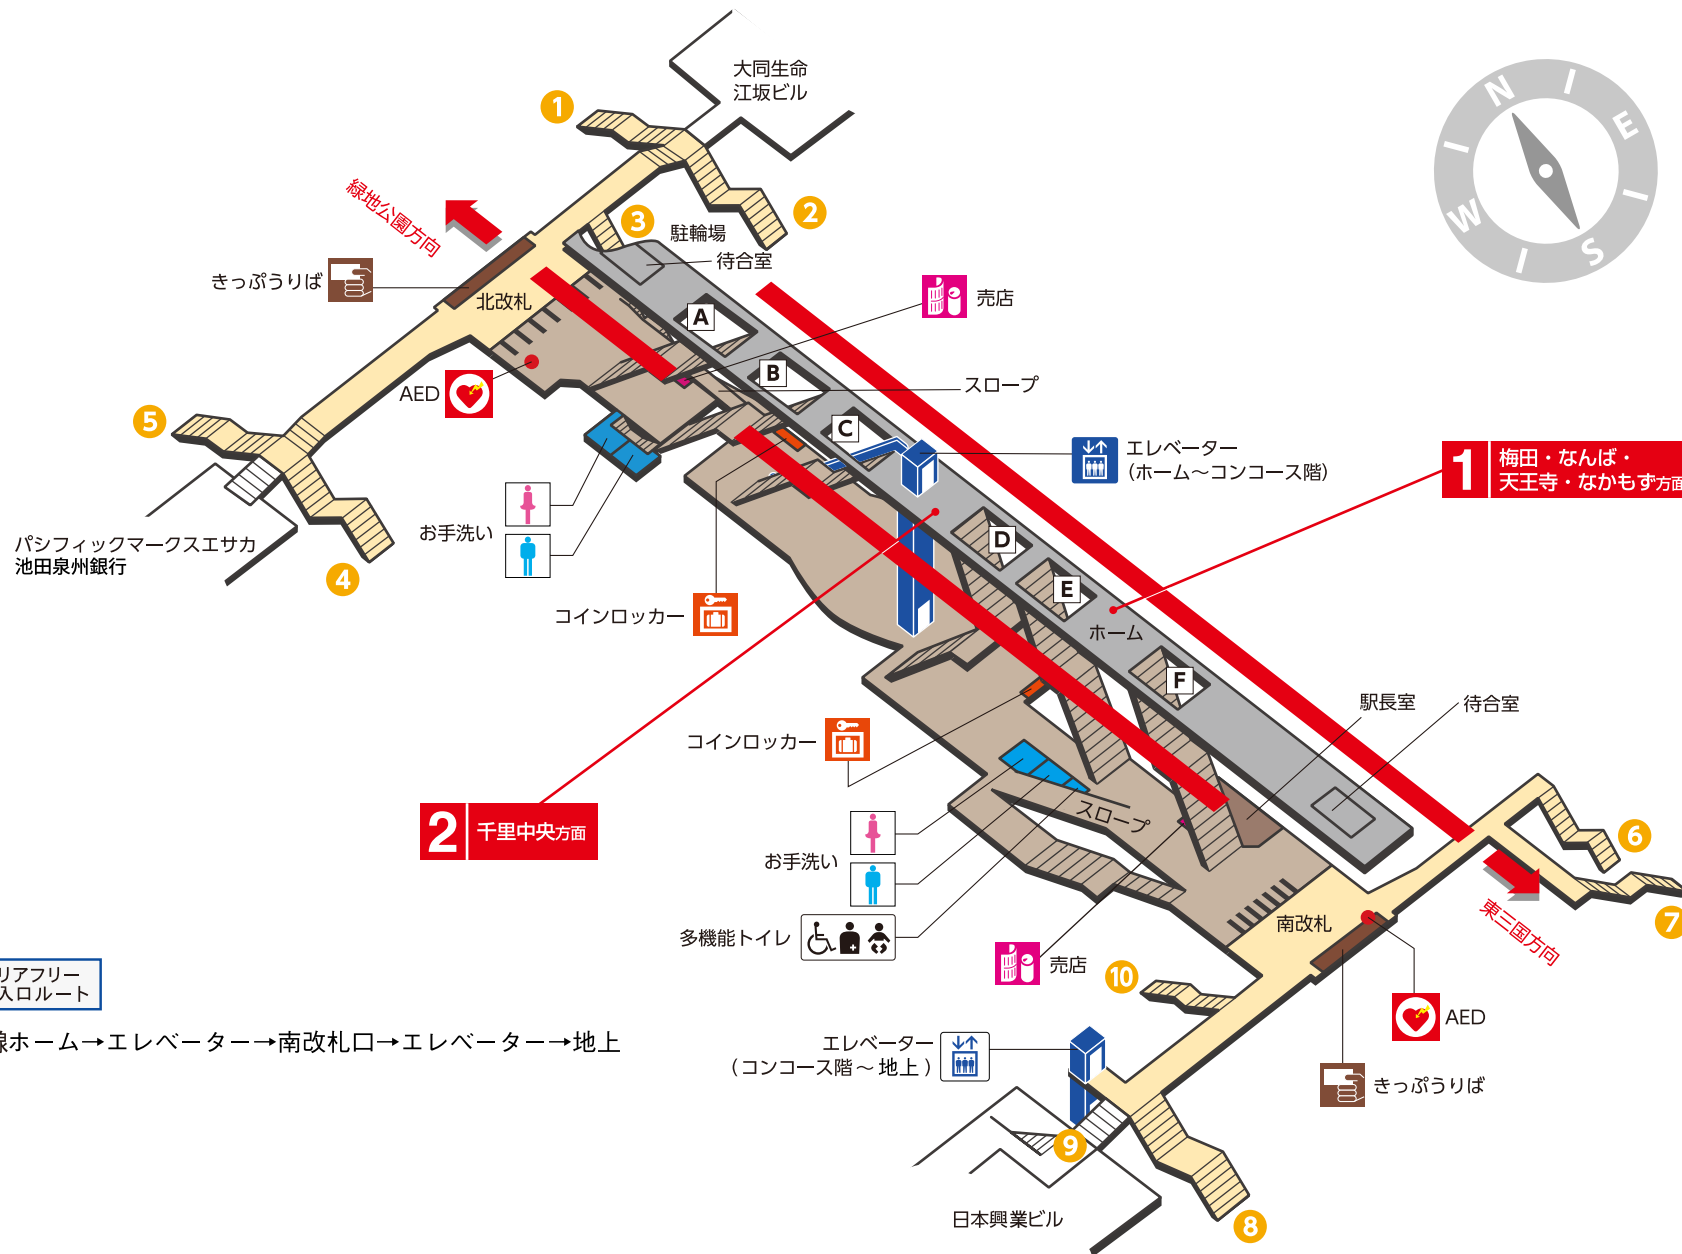 大同生命
江坂ビル
N
E
S
W
1
2
緑地公園方向
3
駐輪場
待合室
きっぷうりば
北改札
売店
A
B
C
AED
スロープ
5
エレベーター
(ホーム～コンコース階)
1
梅田・なんば・
天王寺・なかもず方面
パシフィックマークスエサカ
池田泉州銀行
4
お手洗い
D
E
F
ホーム
コインロッカー
駅長室
待合室
コインロッカー
2 千里中央方面
スロープ
お手洗い
6
7
東三国方向
南改札
多機能トイレ
売店
10
AED
リアフリー
入口ルート
線ホーム→エレベーター→南改札口→エレベーター→地上
エレベーター
(コンコース階～地上)
きっぷうりば
9
8
日本興業ビル